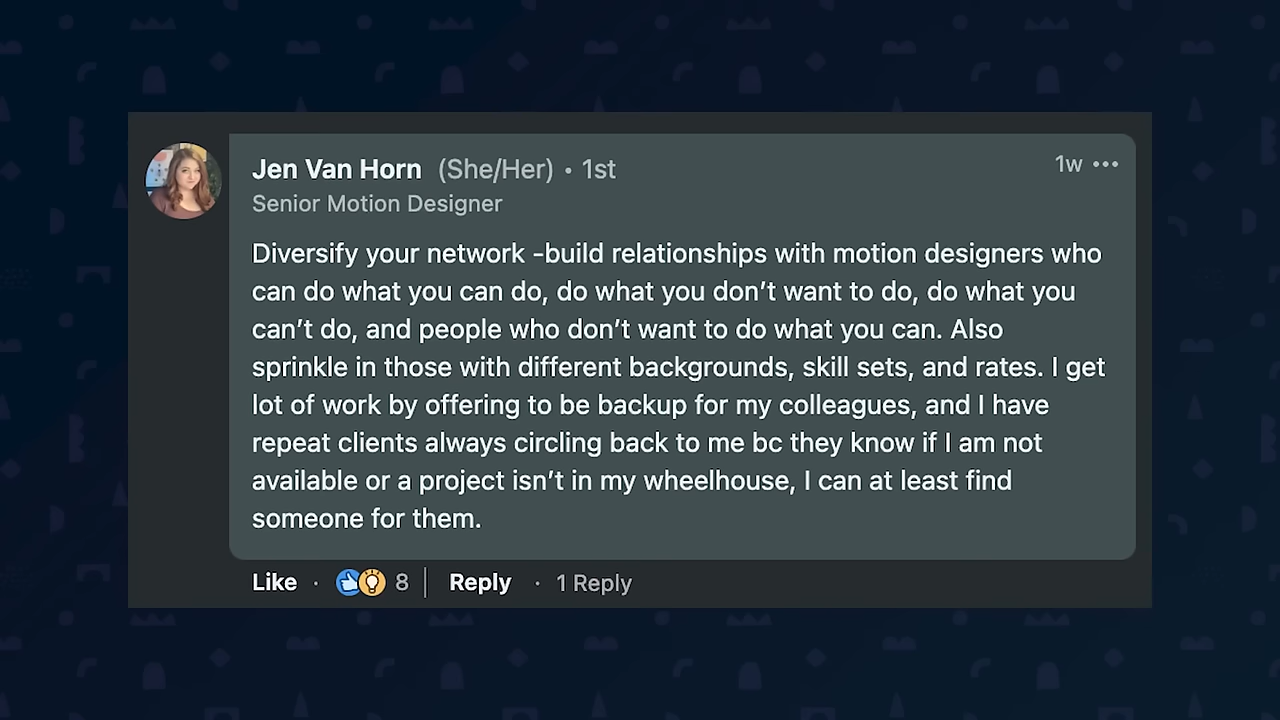 Jen Van Horn (She/Her) • 1st
1w •••
Senior Motion Designer
Diversify your network -build relationships with motion designers who
can do what you can do, do what you don’t want to do, do what you
can’t do, and people who don’t want to do what you can. Also
sprinkle in those with different backgrounds, skill sets, and rates. I get
lot of work by offering to be backup for my colleagues, and I have
repeat clients always circling back to me bc they know if I am not
available or a project isn’t in my wheelhouse, I can at least find
someone for them.
Like · 8 | Reply · 1 Reply